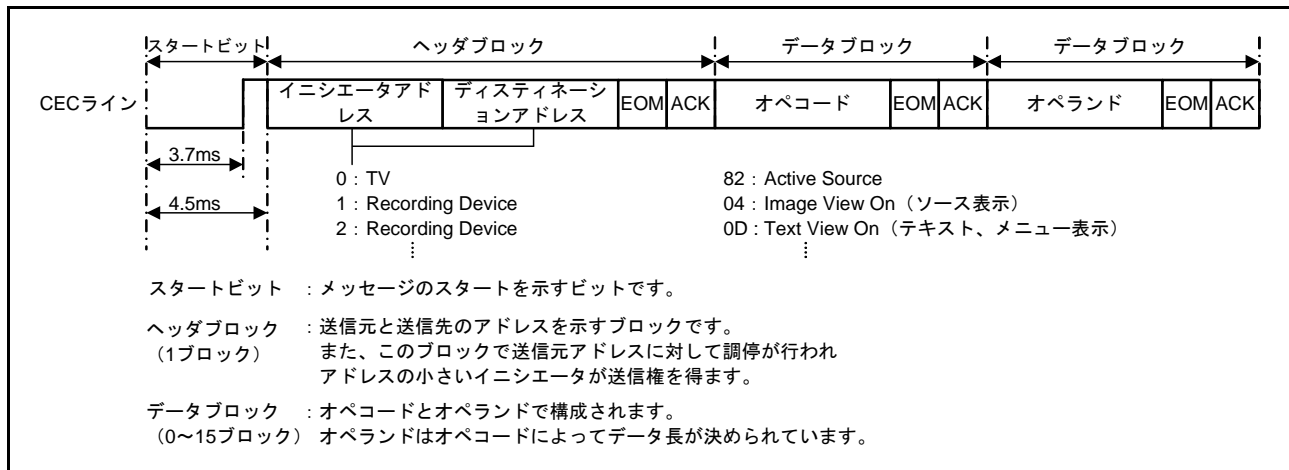 スタートビット ヘッダブロック データブロック データブロック
CECライン イニシエータアド
レス ディスティネーシ
ョンアドレス EOM ACK オペコード EOM ACK オペランド EOM ACK
3.7ms
4.5ms
0：TV
1：Recording Device
2：Recording Device
82：Active Source
04：Image View On（ソース表示）
0D：Text View On（テキスト、メニュー表示）
スタートビット ：メッセージのスタートを示すビットです。
ヘッダブロック ：送信元と送信先のアドレスを示すブロックです。
（1ブロック） また、このブロックで送信元アドレスに対して調停が行われ
アドレスの小さいイニシエータが送信権を得ます。
データブロック ：オペコードとオペランドで構成されます。
（0～15ブロック） オペランドはオペコードによってデータ長が決められています。